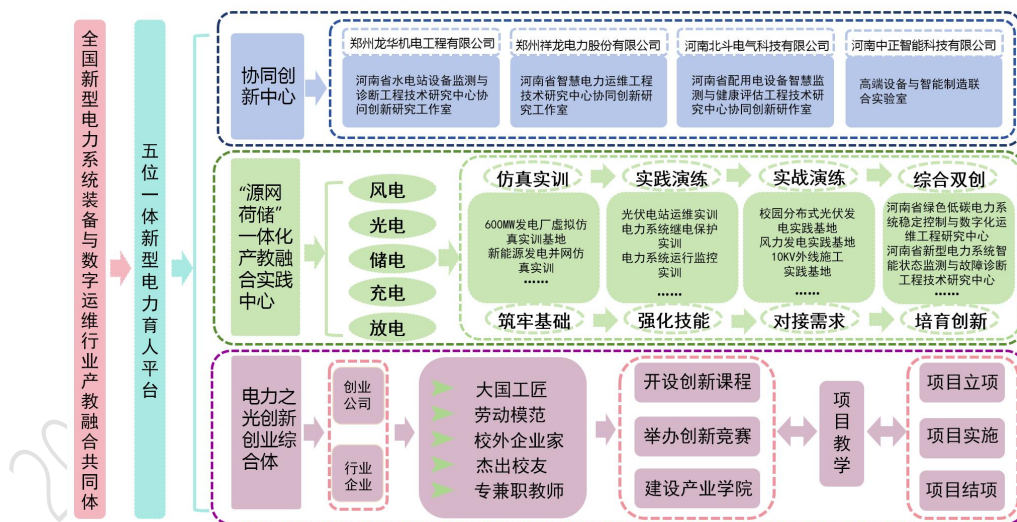 全国新型电力系统装备与数字运维行业产教融合共同体
五位一体新型电力育人平台
协同创
新中心
郑州龙华机电工程有限公司
河南省水电站设备监测与
诊断工程技术研究中心协
同创新研究工作室
郑州祥龙电力股份有限公司
河南省智慧电力运维工程
技术研究中心协同创新研
究工作室
河南北斗电气科技有限公司
河南省配用电设备智慧监
测与健康评估工程技术研
究中心协同创新研作室
河南中正智能科技有限公司
高端设备与智能制造联
合实验室
“源网
荷储”
一体化
产教融
合实践
中心
风电
光电
储电
充电
放电
仿真实训
实践演练
实战演练
综合双创
600MW发电厂虚拟仿
真实训基地
新能源发电并网仿
真实训
......
光伏电站运维实训
电力系统继电保护
实训
电力系统运行监控
实训
......
校园分布式光伏发
电实践基地
风力发电实践基地
10KV外线施工
实践基地
......
河南省绿色低碳电力系
统稳定控制与数字化运
维工程研究中心
河南省新型电力系统智
能状态监测与故障诊断
工程技术研究中心
......
筑牢基础
强化技能
对接需求
培育创新
电力之
光创新
创业综
合体
创业
公司
行业
企业
大国工匠
劳动模范
校外企业家
杰出校友
专兼职教师
开设创新课程
举办创新竞赛
建设产业学院
项目教学
项目立项
项目实施
项目结项